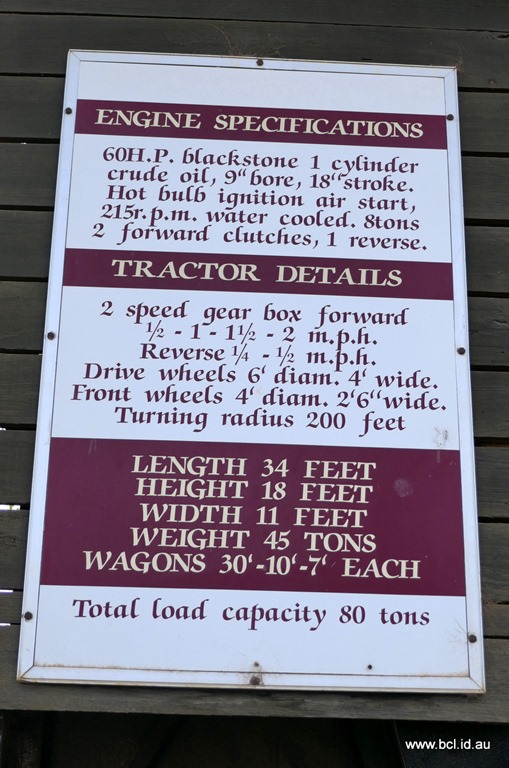 ENGINE SPECIFICATIONS
60H.P. blackstone 1 cylinder
crude oil, 9" bore, 18" stroke.
Hot bulb ignition air start,
215r.p.m. water cooled. 8tons
2 forward clutches, 1 reverse.
TRACTOR DETAILS
2 speed gear box forward
½ - 1 - 1½ - 2 m.p.h.
Reverse ¼ - ½ m.p.h.
Drive wheels 6' diam. 4' wide.
Front wheels 4' diam. 2'6" wide.
Turning radius 200 feet
LENGTH 34 FEET
HEIGHT 18 FEET
WIDTH 11 FEET
WEIGHT 45 TONS
WAGONS 30'-10'-7' EACH
Total load capacity 80 tons
www.bcl.id.au